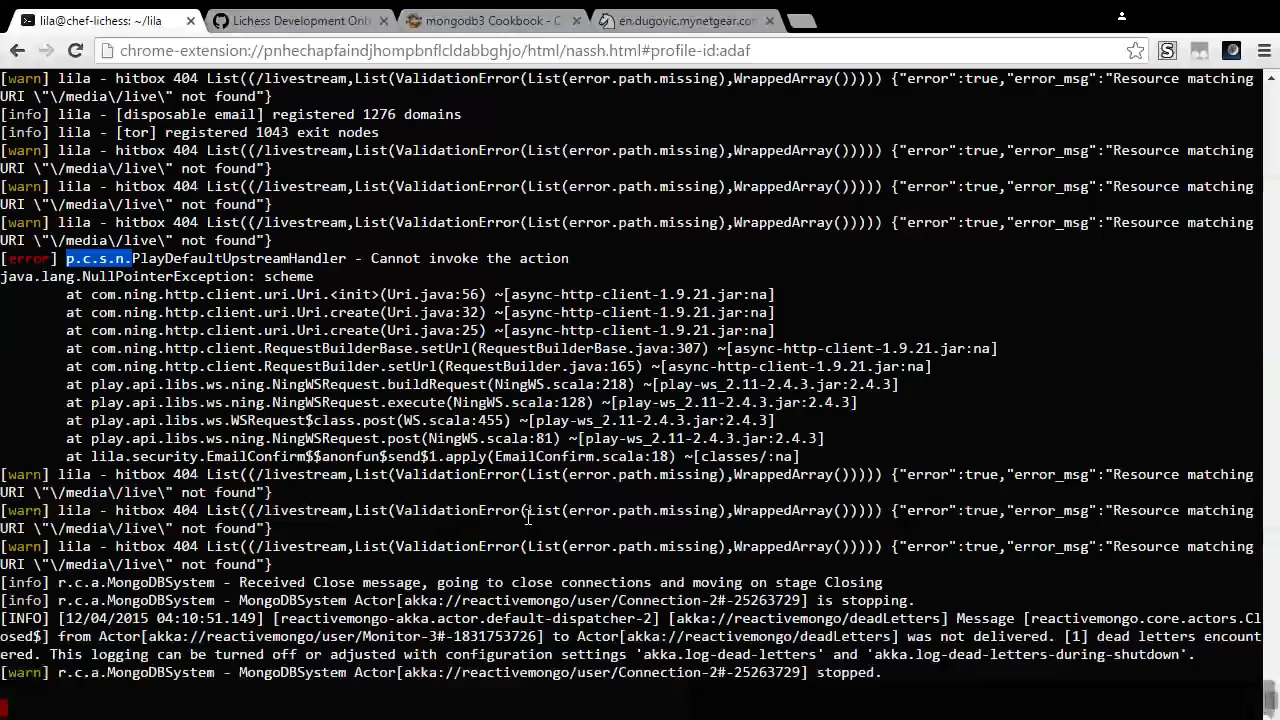 lila@chef-lichess: ~/lila
Lichess Development Onb
mongodb3 Cookbook - C
en.dugovic.mynetgear.com
chrome-extension://pnhechapfaindjhompbnflcldabbghjo/html/nassh.html#profile-id:adaf
[warn] lila - hitbox 404 List((/livestream,List(ValidationError(List(error.path.missing),WrappedArray())))) {"error":true,"error_msg":"Resource matching
URI \"\/media\/live\" not found"}
[info] lila - [disposable email] registered 1276 domains
[info] lila - [tor] registered 1043 exit nodes
[warn] lila - hitbox 404 List((/livestream,List(ValidationError(List(error.path.missing),WrappedArray())))) {"error":true,"error_msg":"Resource matching
URI \"\/media\/live\" not found"}
[warn] lila - hitbox 404 List((/livestream,List(ValidationError(List(error.path.missing),WrappedArray())))) {"error":true,"error_msg":"Resource matching
URI \"\/media\/live\" not found"}
[warn] lila - hitbox 404 List((/livestream,List(ValidationError(List(error.path.missing),WrappedArray())))) {"error":true,"error_msg":"Resource matching
URI \"\/media\/live\" not found"}
[error] p.c.s.n.PlayDefaultUpstreamHandler - Cannot invoke the action
java.lang.NullPointerException: scheme
at com.ning.http.client.uri.Uri.<init>(Uri.java:56) ~[async-http-client-1.9.21.jar:na]
at com.ning.http.client.uri.Uri.create(Uri.java:32) ~[async-http-client-1.9.21.jar:na]
at com.ning.http.client.uri.Uri.create(Uri.java:25) ~[async-http-client-1.9.21.jar:na]
at com.ning.http.client.RequestBuilderBase.setUrl(RequestBuilderBase.java:307) ~[async-http-client-1.9.21.jar:na]
at com.ning.http.client.RequestBuilder.setUrl(RequestBuilder.java:165) ~[async-http-client-1.9.21.jar:na]
at play.api.libs.ws.ning.NingWSRequest.buildRequest(NingWS.scala:218) ~[play-ws_2.11-2.4.3.jar:2.4.3]
at play.api.libs.ws.ning.NingWSRequest.execute(NingWS.scala:128) ~[play-ws_2.11-2.4.3.jar:2.4.3]
at play.api.libs.ws.WSRequest$class.post(WS.scala:455) ~[play-ws_2.11-2.4.3.jar:2.4.3]
at play.api.libs.ws.ning.NingWSRequest.post(NingWS.scala:81) ~[play-ws_2.11-2.4.3.jar:2.4.3]
at lila.security.EmailConfirm$$anonfun$send$1.apply(EmailConfirm.scala:18) ~[classes/:na]
[warn] lila - hitbox 404 List((/livestream,List(ValidationError(List(error.path.missing),WrappedArray())))) {"error":true,"error_msg":"Resource matching
URI \"\/media\/live\" not found"}
[warn] lila - hitbox 404 List((/livestream,List(ValidationError(List(error.path.missing),WrappedArray())))) {"error":true,"error_msg":"Resource matching
URI \"\/media\/live\" not found"}
[warn] lila - hitbox 404 List((/livestream,List(ValidationError(List(error.path.missing),WrappedArray())))) {"error":true,"error_msg":"Resource matching
URI \"\/media\/live\" not found"}
[info] r.c.a.MongoDBSystem - Received Close message, going to close connections and moving on stage Closing
[info] r.c.a.MongoDBSystem - MongoDBSystem Actor[akka://reactivemongo/user/Connection-2#-25263729] is stopping.
[INFO] [12/04/2015 04:10:51.149] [reactivemongo-akka.actor.default-dispatcher-2] [akka://reactivemongo/deadLetters] Message [reactivemongo.core.actors.Cl
osed$] from Actor[akka://reactivemongo/user/Monitor-3#-1831753726] to Actor[akka://reactivemongo/deadLetters] was not delivered. [1] dead letters encount
ered. This logging can be turned off or adjusted with configuration settings 'akka.log-dead-letters' and 'akka.log-dead-letters-during-shutdown'.
[warn] r.c.a.MongoDBSystem - MongoDBSystem Actor[akka://reactivemongo/user/Connection-2#-25263729] stopped.